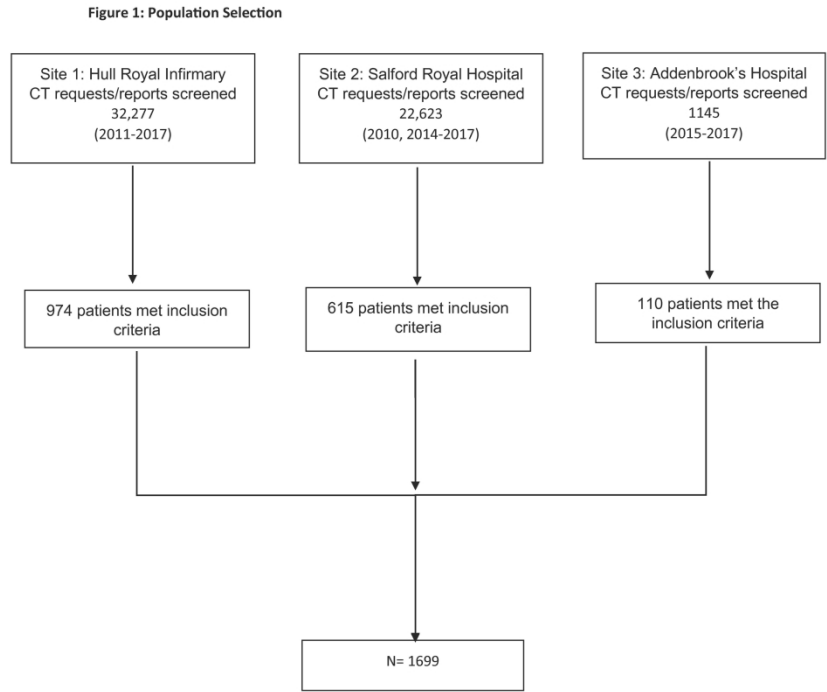 Figure 1: Population Selection
Site 1: Hull Royal Infirmary
CT requests/reports screened
32,277
(2011-2017)
Site 2: Salford Royal Hospital
CT requests/reports screened
22,623
(2010, 2014-2017)
Site 3: Addenbrook's Hospital
CT requests/reports screened
1145
(2015-2017)
974 patients met inclusion
criteria
615 patients met inclusion
criteria
110 patients met the
inclusion criteria
N= 1699